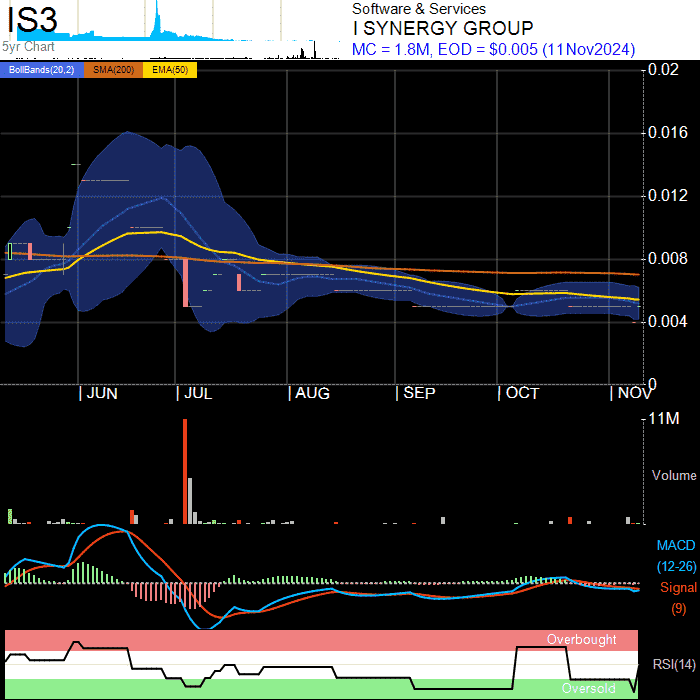 IS3
5yr Chart
Software & Services
I SYNERGY GROUP
MC = 1.8M, EOD = $0.005 (11Nov2024)
BollBands(20,2) SMA(200) EMA(50)
0.02
0.016
0.012
0.008
0.004
0
JUN JUL AUG SEP OCT NOV
11M
Volume
MACD
(12-26)
Signal
(9)
Overbought
RSI(14)
Oversold